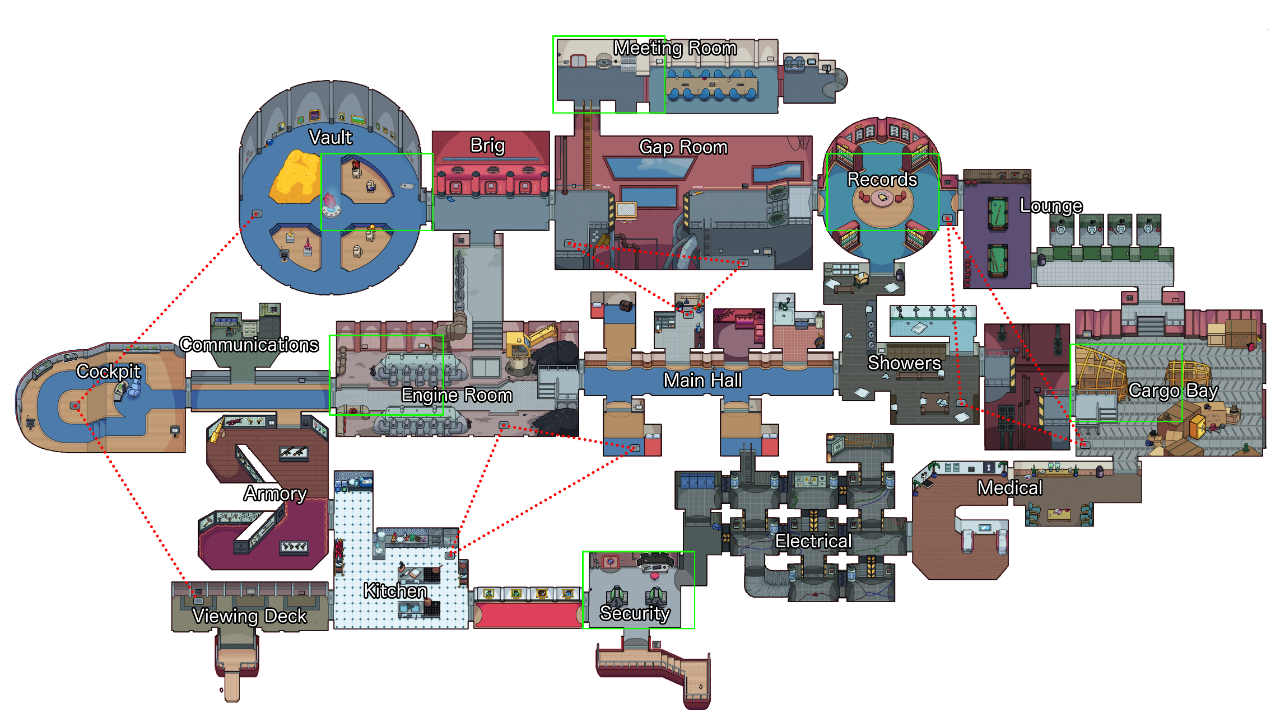 Meeting Room
Vault
Brig
Gap Room
Records
Lounge
Communications
Cockpit
Engine Room
Main Hall
Showers
Cargo Bay
Armory
Medical
Electrical
Kitchen
Viewing Deck
Security